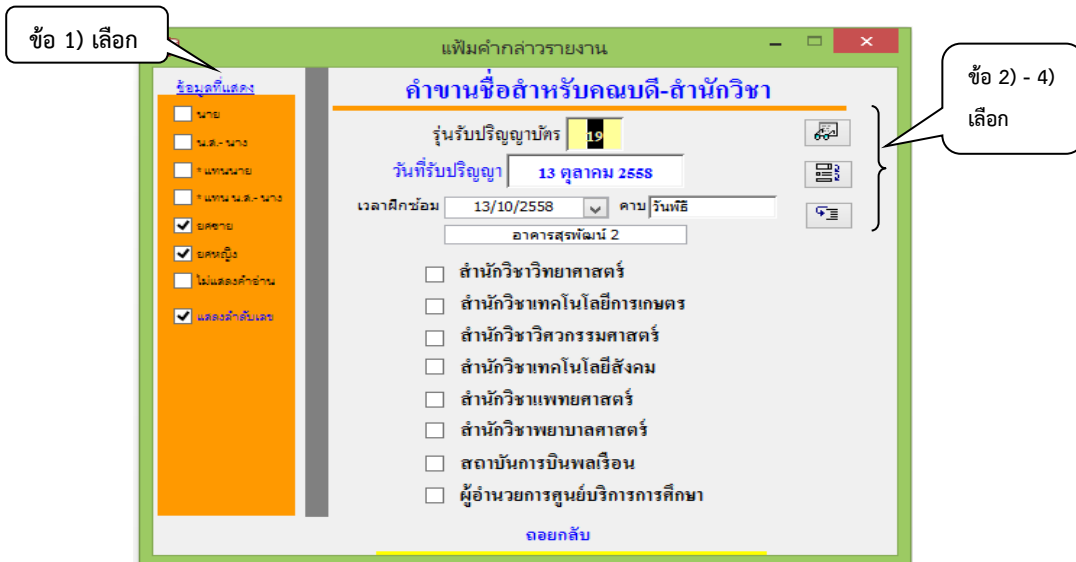 ข้อ 1) เลือก
แฟ้มคำกล่าวรายงาน
ข้อ 2) - 4)
เลือก
ข้อมูลที่แสดง
นาย
น.ส.- นาง
* แทนนาย
* แทน น.ส.- นาง
ยศชาย
ยศหญิง
ไม่แสดงคำอ่าน
แสดงลำดับเลข
คำขานชื่อสำหรับคณบดี-สำนักวิชา
รุ่นรับปริญญาบัตร 19
วันที่รับปริญญา 13 ตุลาคม 2558
เวลาฝึกซ้อม 13/10/2558 คาบ วันพิธี
อาคารสุรพัฒน์ 2
สำนักวิชาวิทยาศาสตร์
สำนักวิชาเทคโนโลยีการเกษตร
สำนักวิชาวิศวกรรมศาสตร์
สำนักวิชาเทคโนโลยีสังคม
สำนักวิชาแพทยศาสตร์
สำนักวิชาพยาบาลศาสตร์
สถาบันการบินพลเรือน
ผู้อำนวยการศูนย์บริการการศึกษา
ถอยกลับ